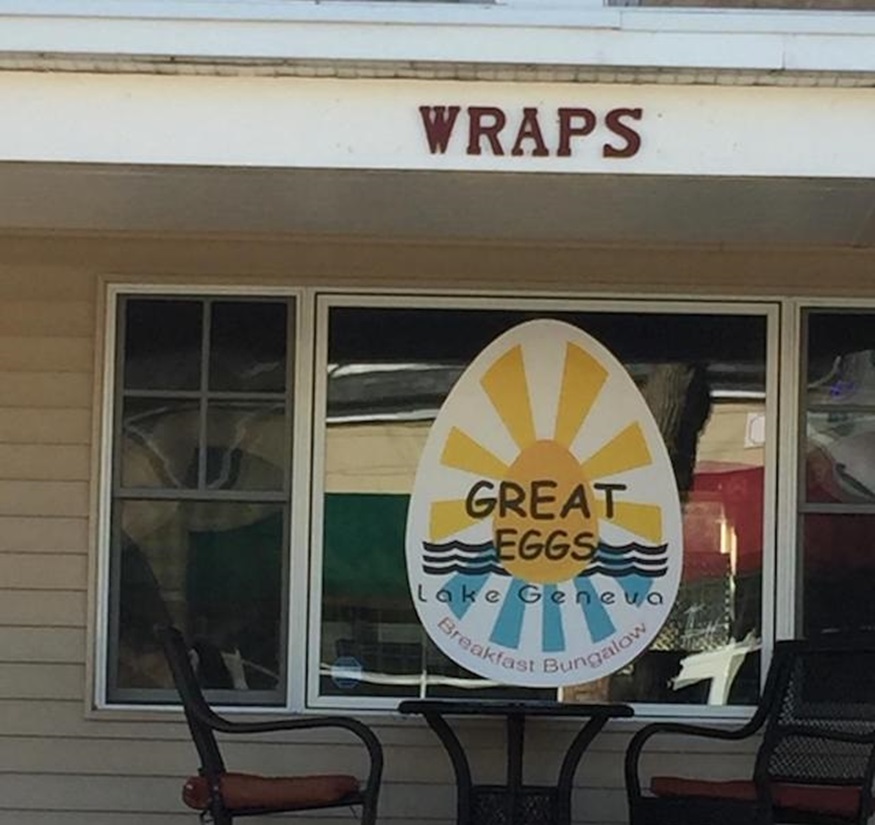 WRAPS
GREAT
EGGS
Lake Geneva
Breakfast Bungalow